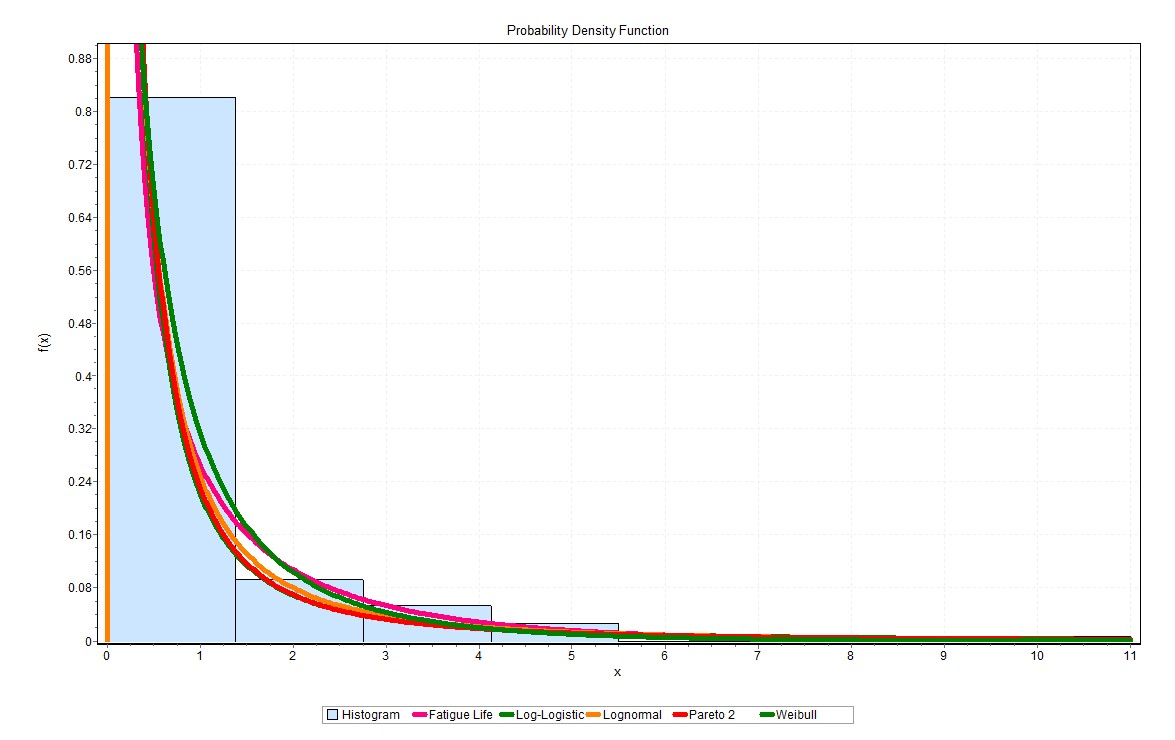 Probability Density Function
f(x)
0.88
0.8
0.72
0.64
0.56
0.48
0.4
0.32
0.24
0.16
0.08
0
0 1 2 3 4 5 6 7 8 9 10 11
x
Histogram Fatigue Life Log-Logistic Lognormal Pareto 2 Weibull